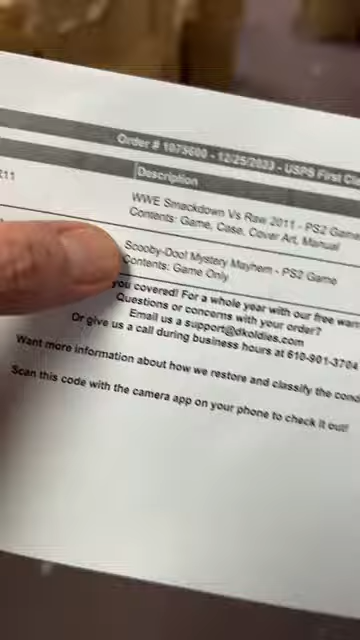 Order # 1075600 - 12/25/2023 - USPS First Cl
Description
211
WWE Smackdown Vs Raw 2011 - PS2 Game
Contents: Game, Case, Cover Art, Manual
Scooby-Doo! Mystery Mayhem - PS2 Game
Contents: Game Only
you covered! For a whole year with our free war
Questions or concerns with your order?
Email us a support@dkoldies.com
Or give us a call during business hours at 610-901-3704
Want more information about how we restore and classify the cond
Scan this code with the camera app on your phone to check it out!